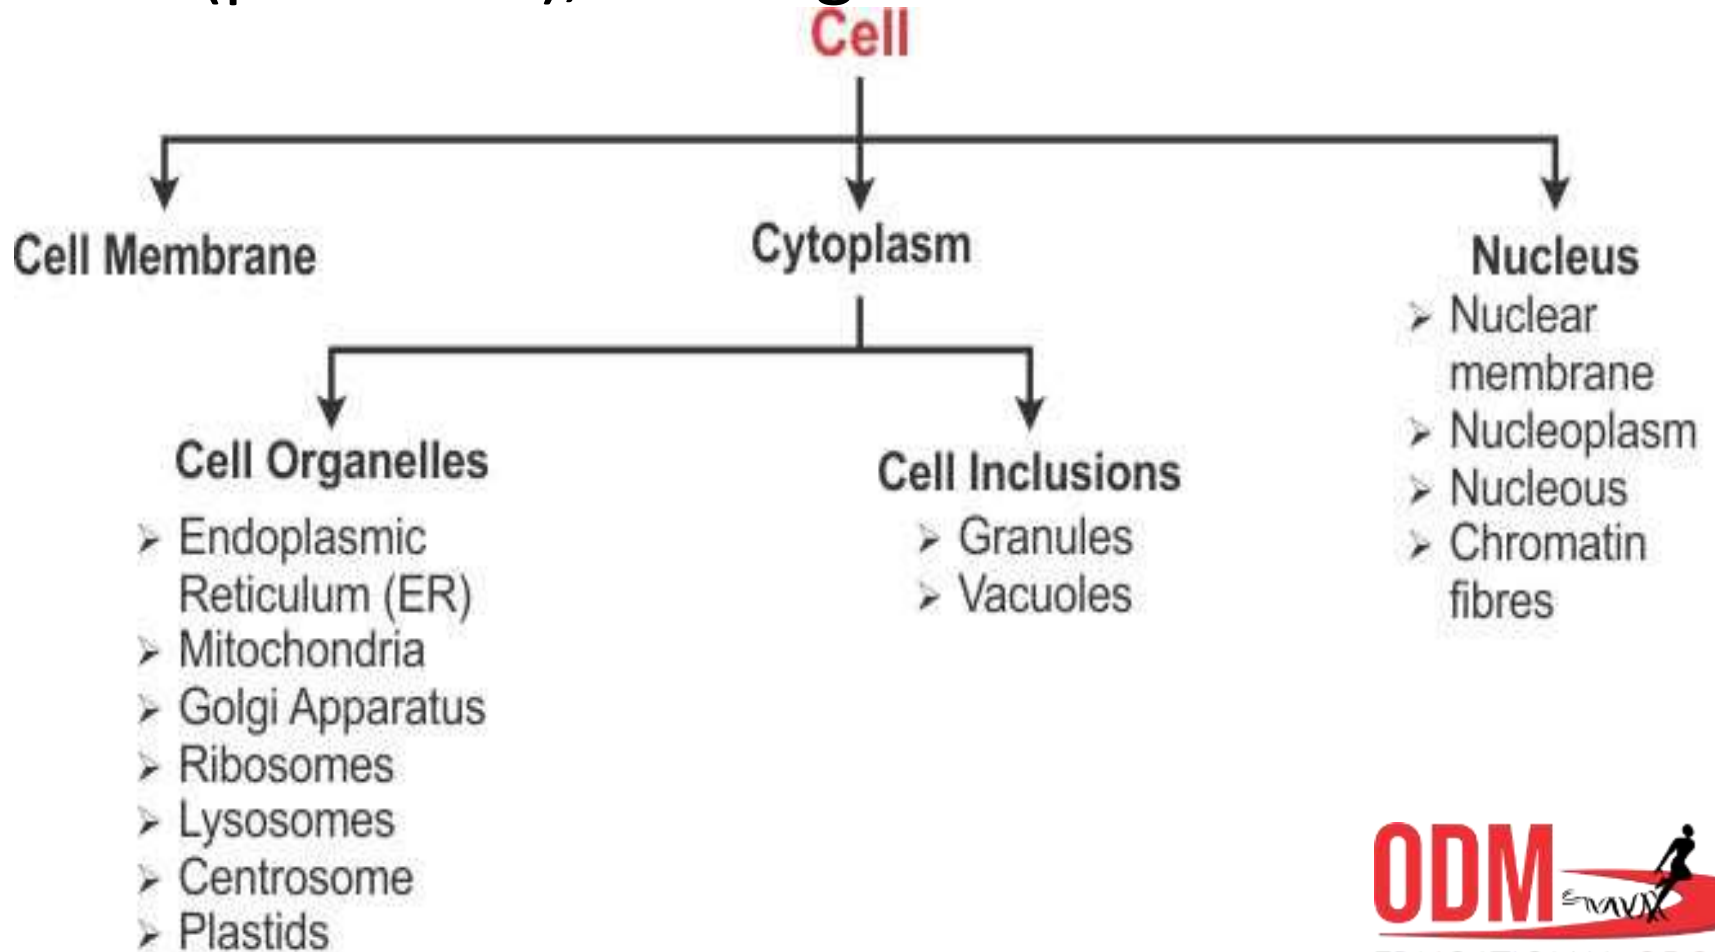 Cell
Cell Membrane
Cytoplasm
Nucleus
➢ Nuclear
membrane
➢ Nucleoplasm
➢ Nucleous
➢ Chromatin
fibres
Cell Organelles
➢ Endoplasmic
Reticulum (ER)
➢ Mitochondria
➢ Golgi Apparatus
➢ Ribosomes
➢ Lysosomes
➢ Centrosome
➢ Plastids
Cell Inclusions
➢ Granules
➢ Vacuoles
ODM